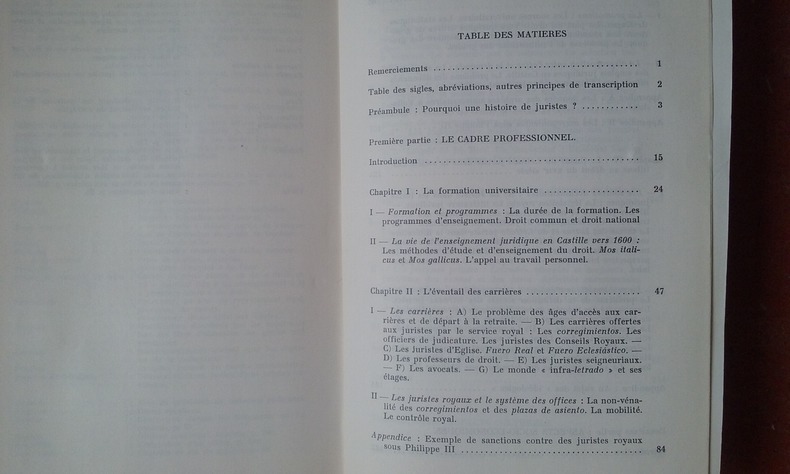 TABLE DES MATIERES
Remerciements ........................................ 1
Table des sigles, abréviations, autres principes de transcription 2
Préambule : Pourquoi une histoire de juristes ? ............ 3
Première partie : LE CADRE PROFESSIONNEL.
Introduction .......................................... 15
Chapitre I : La formation universitaire ................... 24
I — Formation et programmes : La durée de la formation. Les
programmes d'enseignement. Droit commun et droit national
II — La vie de l'enseignement juridique en Castille vers 1600 :
Les méthodes d'étude et d'enseignement du droit. Mos itali-
cus et Mos gallicus. L'appel au travail personnel.
Chapitre II : L'éventail des carrières ....................... 47
I — Les carrières : A) Le problème des âges d'accès aux car-
rières et de départ à la retraite. — B) Les carrières offertes
aux juristes par le service royal : Les corregimientos. Les
officiers de judicature. Les juristes des Conseils Royaux. —
C) Les juristes d'Eglise. Fuero Real et Fuero Eclesiástico. —
D) Les professeurs de droit. — E) Les juristes seigneuriaux.
— F) Les avocats. — G) Le monde « infra-letrado » et ses
étages.
II — Les juristes royaux et le système des offices : La non-véna-
lité des corregimientos et des plazas de asiento. La mobilité.
Le contrôle royal.
Appendice : Exemple de sanctions contre des juristes royaux
sous Philippe III .................................... 84